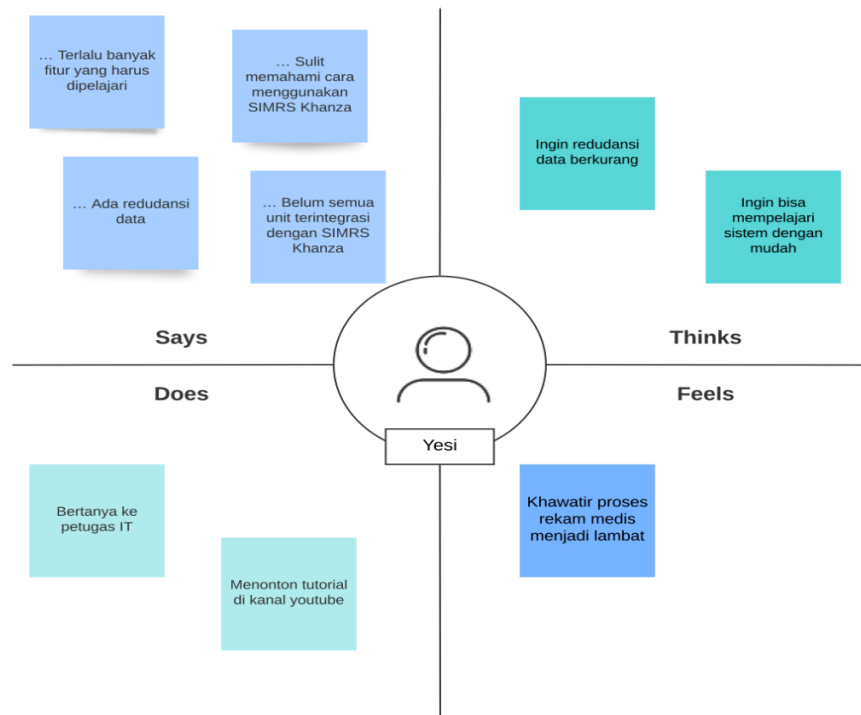 … Terlalu banyak
fitur yang harus
dipelajari
… Sulit
memahami cara
menggunakan
SIMRS Khanza
… Ada redudansi
data
… Belum semua
unit terintegrasi
dengan SIMRS
Khanza
Says
Ingin redudansi
data berkurang
Ingin bisa
mempelajari
sistem dengan
mudah
Thinks
Yesi
Does
Bertanya ke
petugas IT
Menonton tutorial
di kanal youtube
Feels
Khawatir proses
rekam medis
menjadi lambat